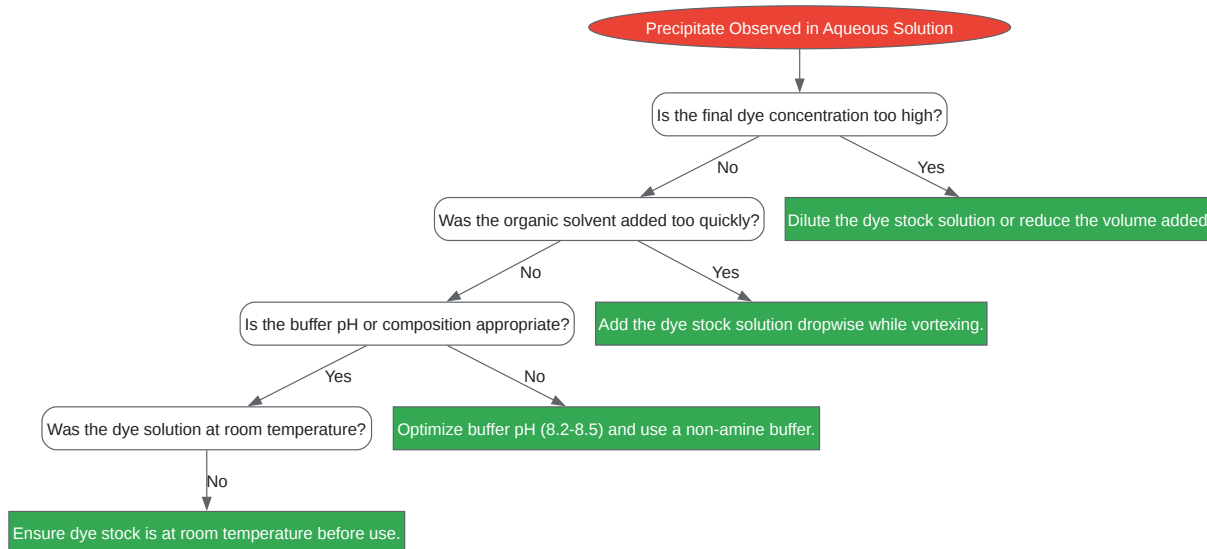 Precipitate Observed in Aqueous Solution
Is the final dye concentration too high?
No
Yes
Was the organic solvent added too quickly?
Dilute the dye stock solution or reduce the volume added
No
Yes
Is the buffer pH or composition appropriate?
Add the dye stock solution dropwise while vortexing.
Yes
No
Was the dye solution at room temperature?
Optimize buffer pH (8.2-8.5) and use a non-amine buffer.
No
Ensure dye stock is at room temperature before use.